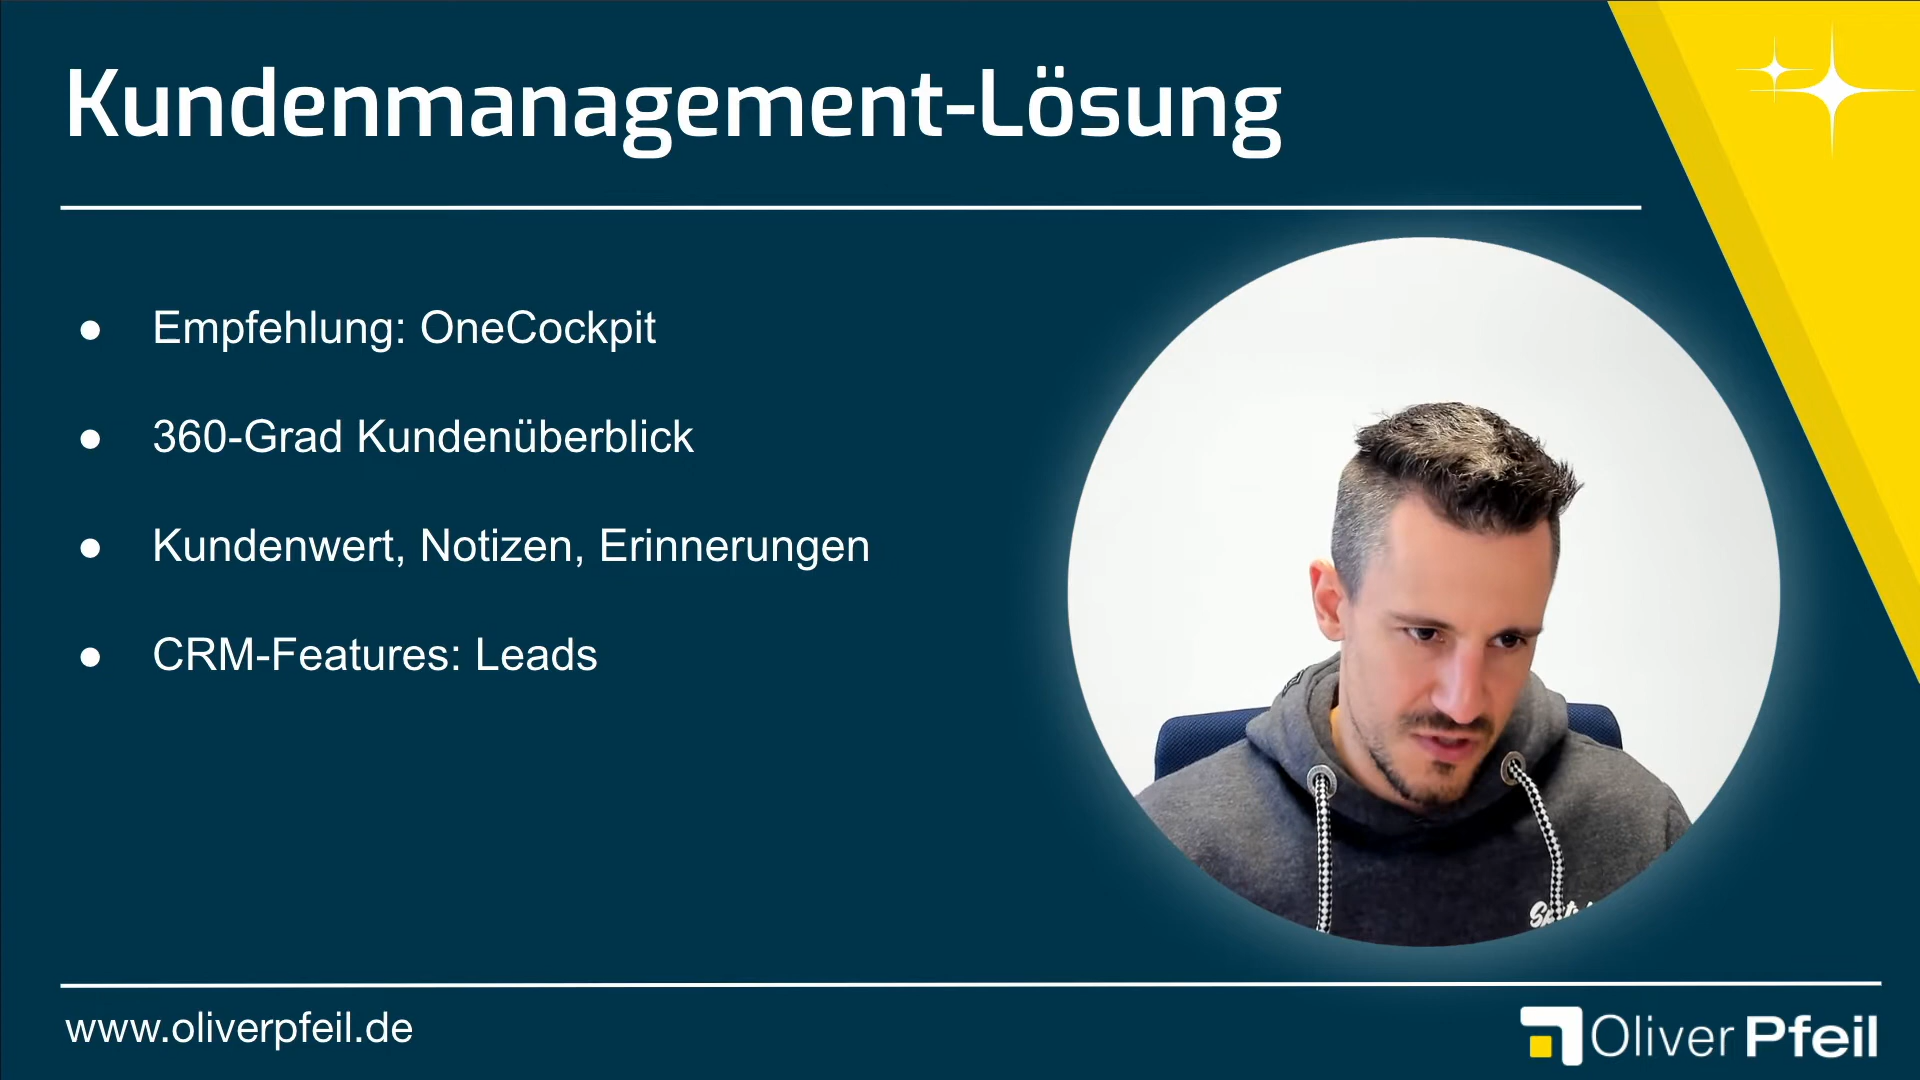 Kundenmanagement-Lösung
● Empfehlung: OneCockpit
● 360-Grad Kundenüberblick
● Kundenwert, Notizen, Erinnerungen
● CRM-Features: Leads
www.oliverpfeil.de
Oliver Pfeil